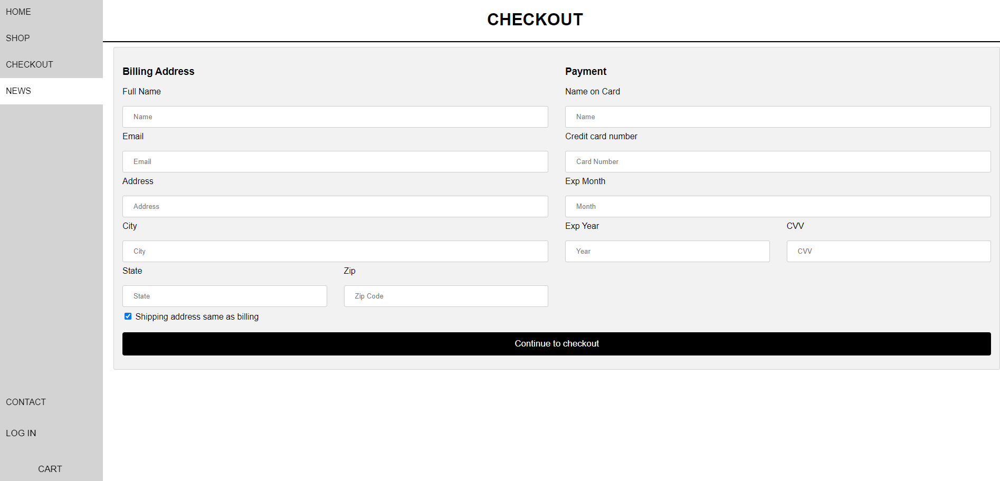 HOME
SHOP
CHECKOUT
NEWS
CONTACT
LOG IN
CART
CHECKOUT
Billing Address
Full Name
Name
Email
Email
Address
Address
City
City
State Zip
State Zip Code
Shipping address same as billing
Payment
Name on Card
Name
Credit card number
Card Number
Exp Month
Month
Exp Year CVV
Year CVV
Continue to checkout